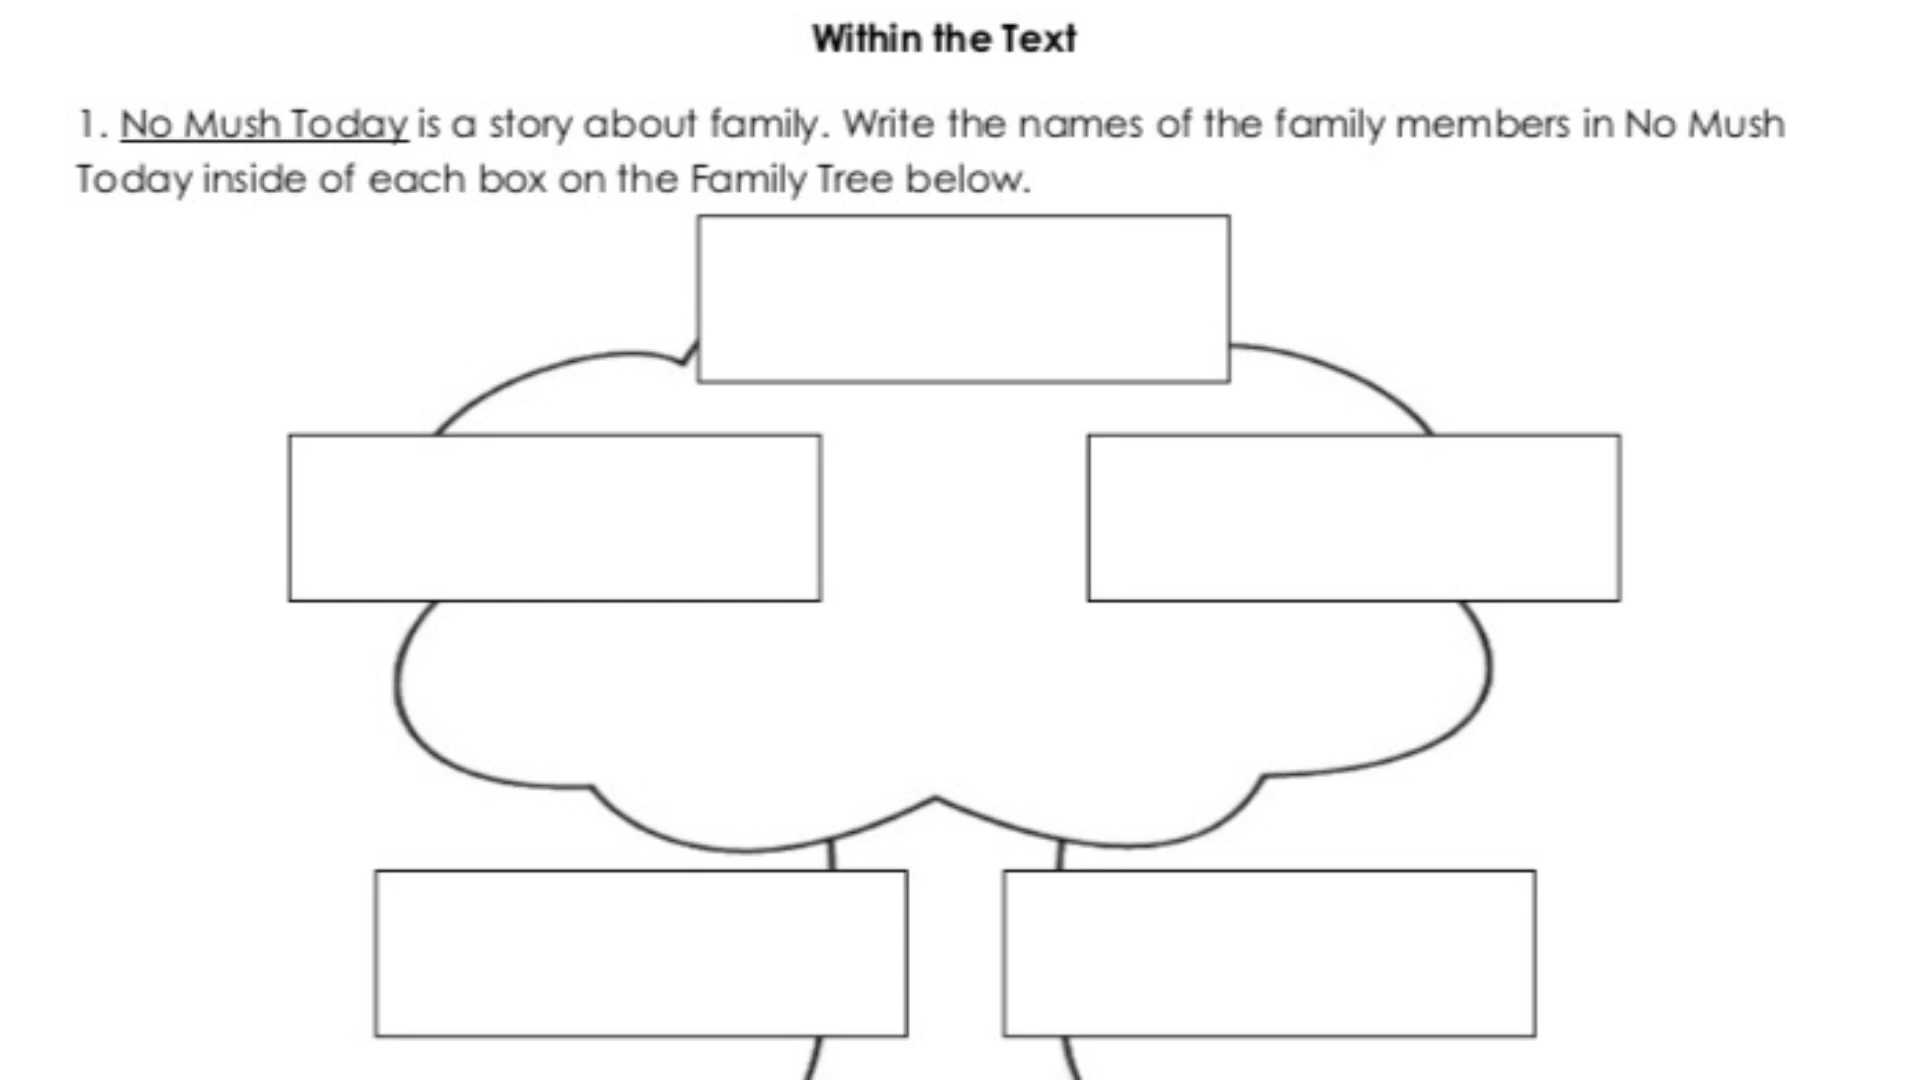 Within the Text
1. No Mush Today is a story about family. Write the names of the family members in No Mush
Today inside of each box on the Family Tree below.